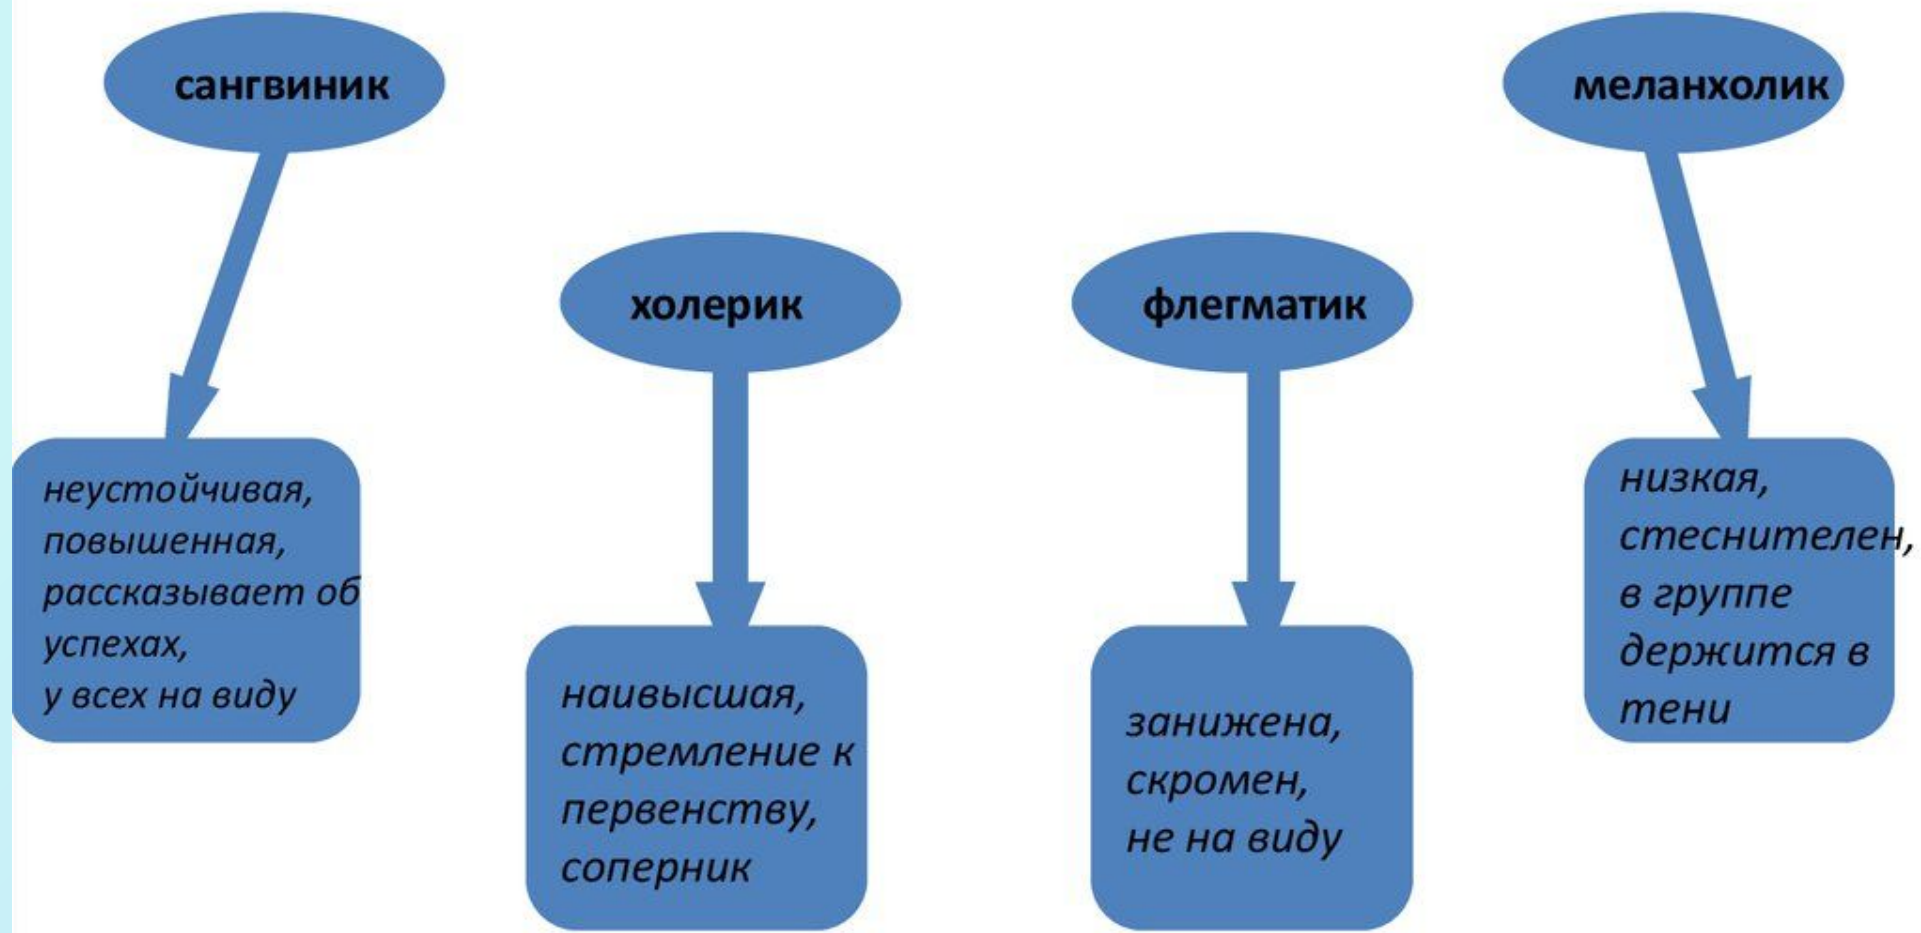 сангвиник
неустойчивая,
повышенная,
рассказывает об
успехах,
у всех на виду
холерик
наивысшая,
стремление к
первенству,
соперник
флегматик
занижена,
скромен,
не на виду
меланхолик
низкая,
стеснителен,
в группе
держится в
тени